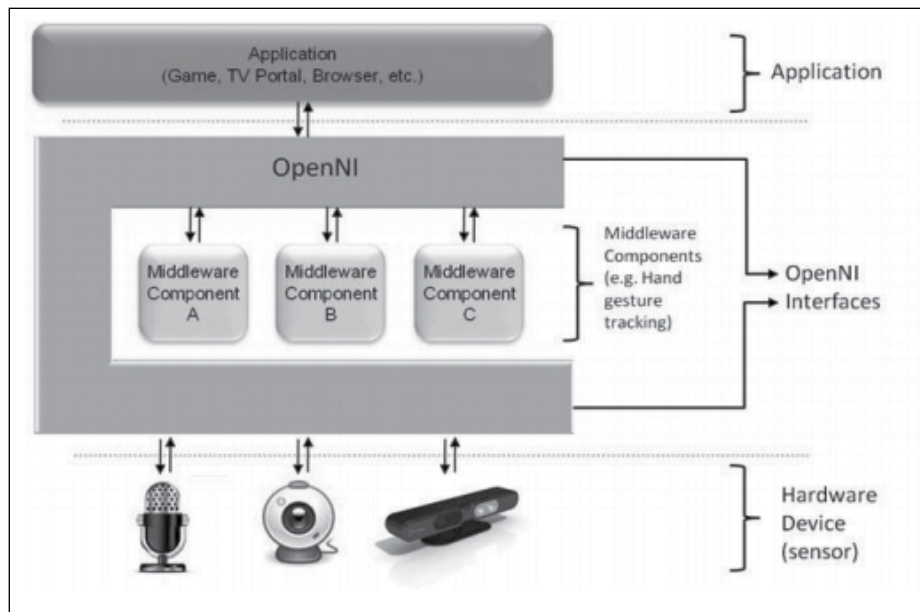 Application
(Game, TV Portal, Browser, etc.)
Application
OpenNI
Middleware
Component
A
Middleware
Component
B
Middleware
Component
C
Middleware
Components
(e.g. Hand
gesture
tracking)
OpenNI
Interfaces
Hardware
Device
(sensor)